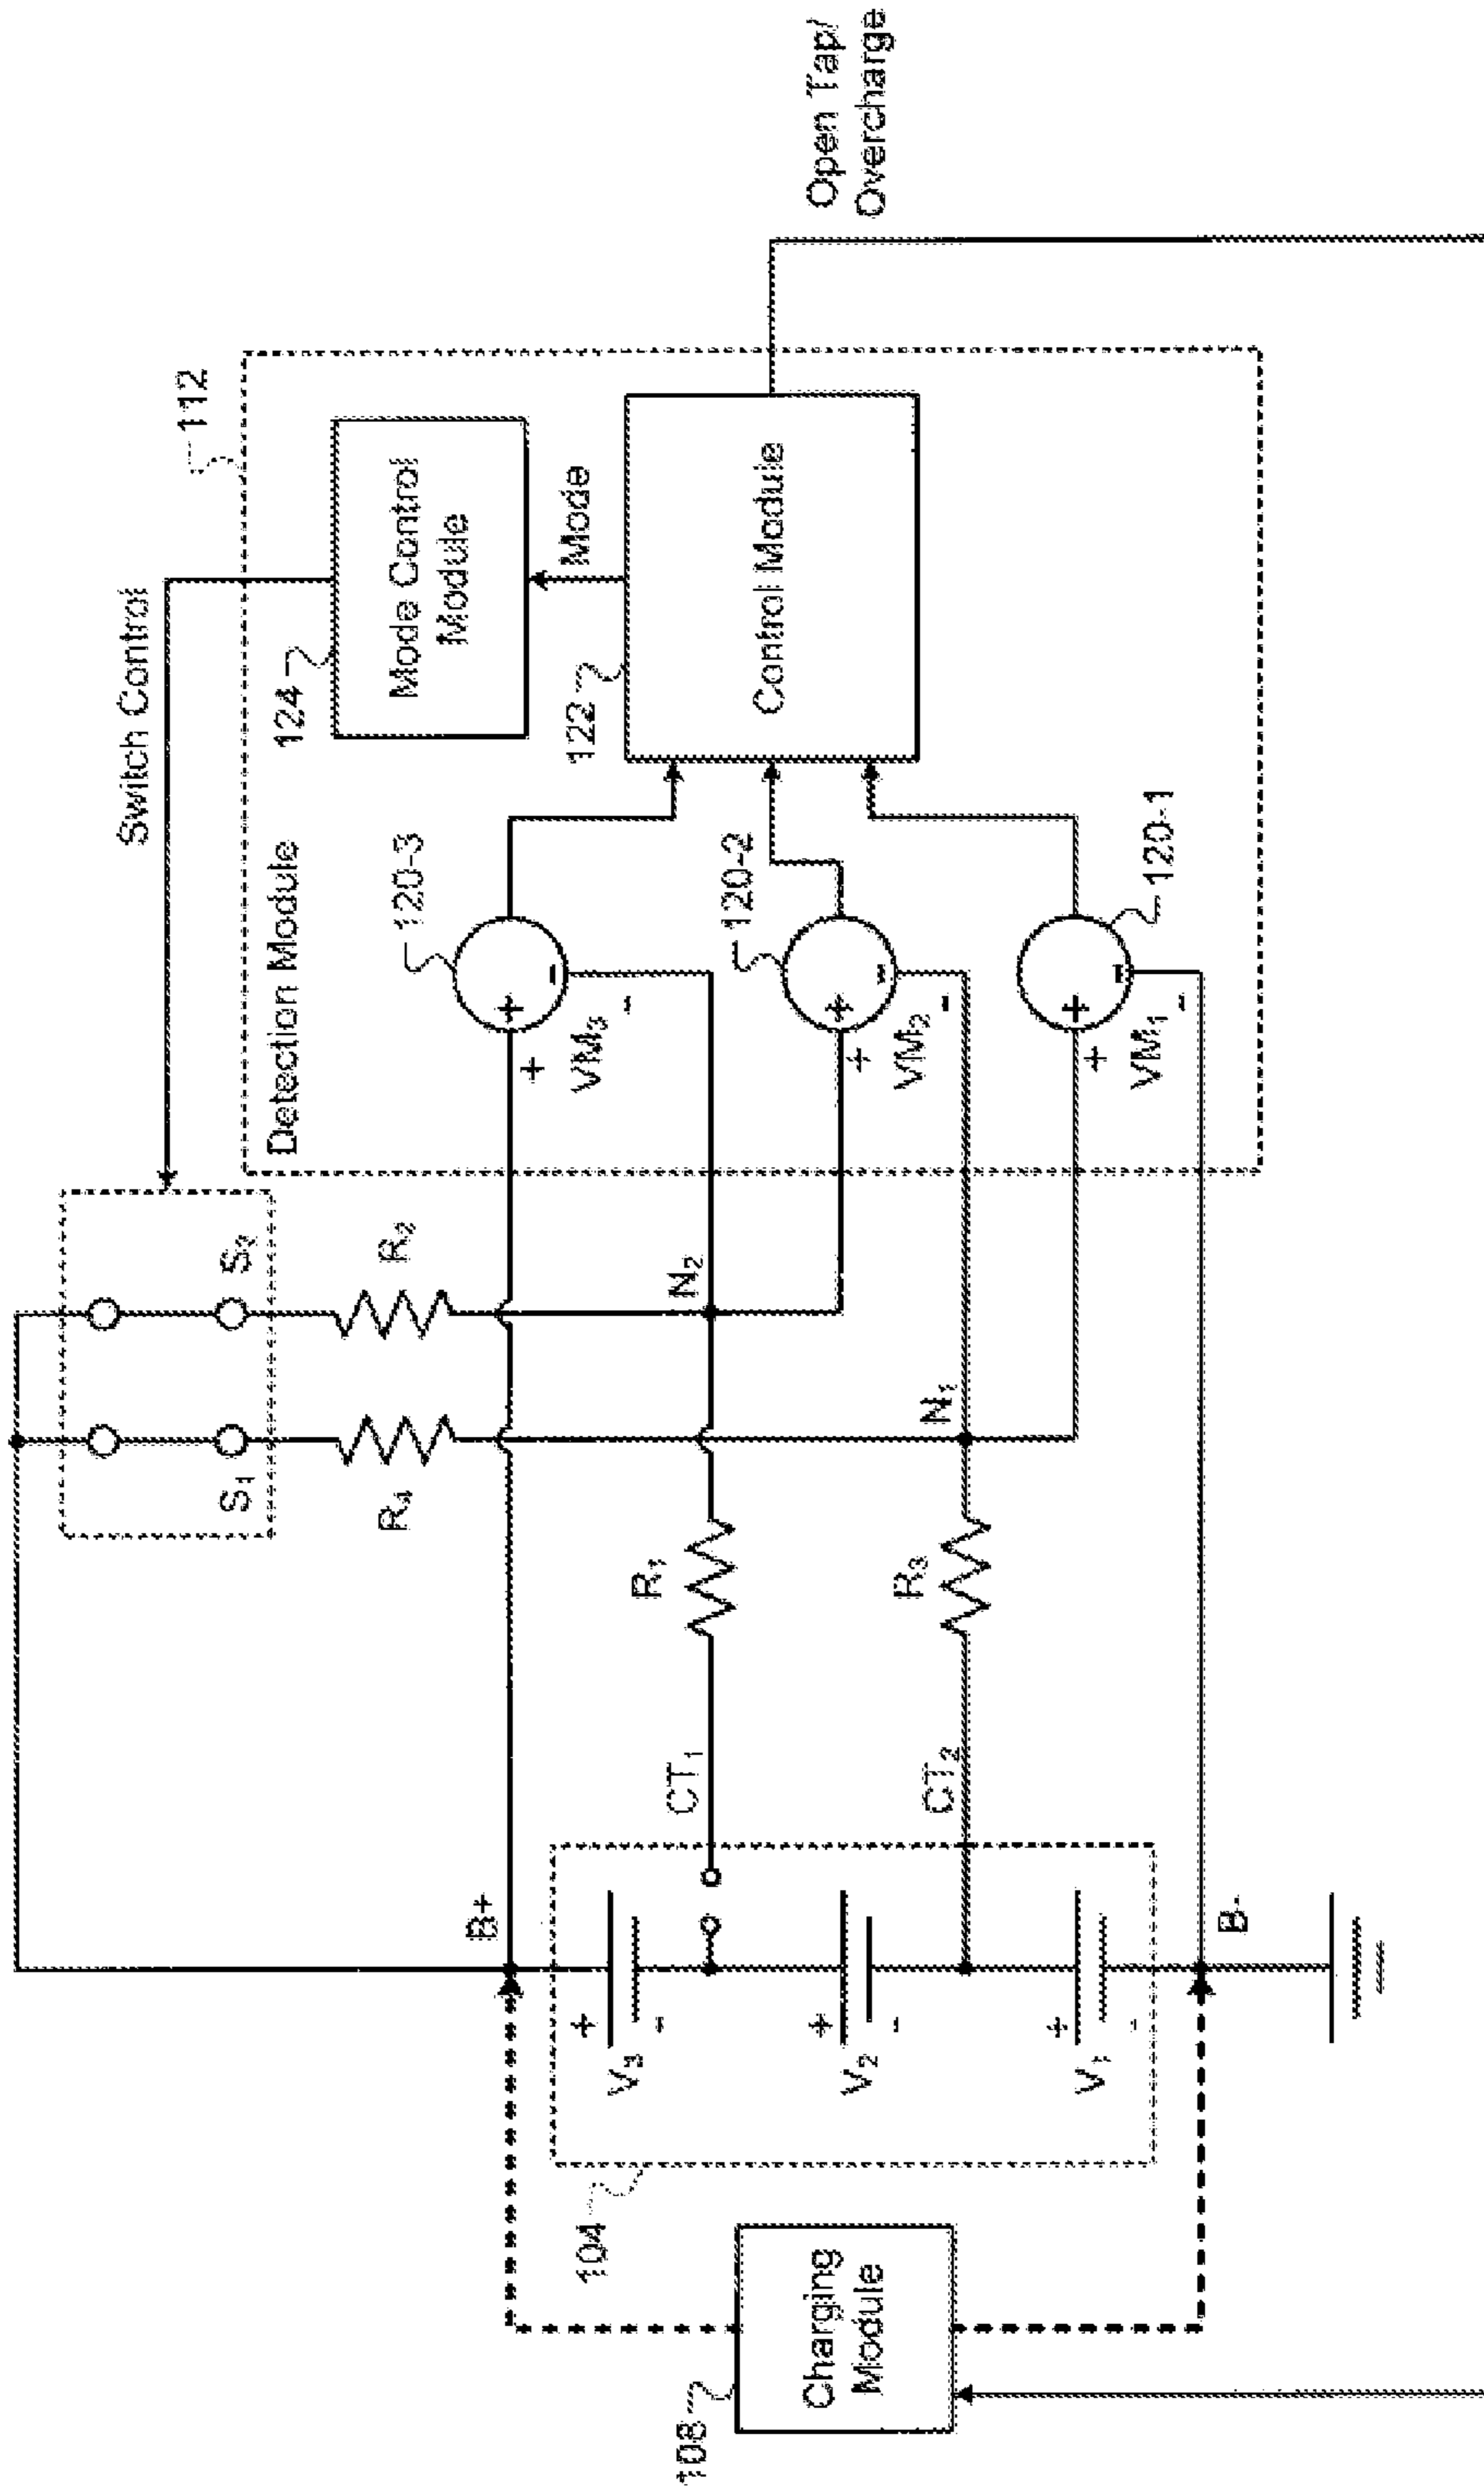 Switch Control
112
Detection Module
124
Mode Control
Module
Mode
122
Control Module
Open Tap/
Overcharge
S₁
S₂
R₄
R₂
120-3
+
-
+
VM₃
-
N₂
120-2
+
-
+
VM₂
-
N₁
120-1
+
-
+
VM₁
-
B+
CT₁
R₁
CT₂
R₃
B-
+
V₃
-
+
V₂
-
+
V₁
-
104
108
Charging
Module